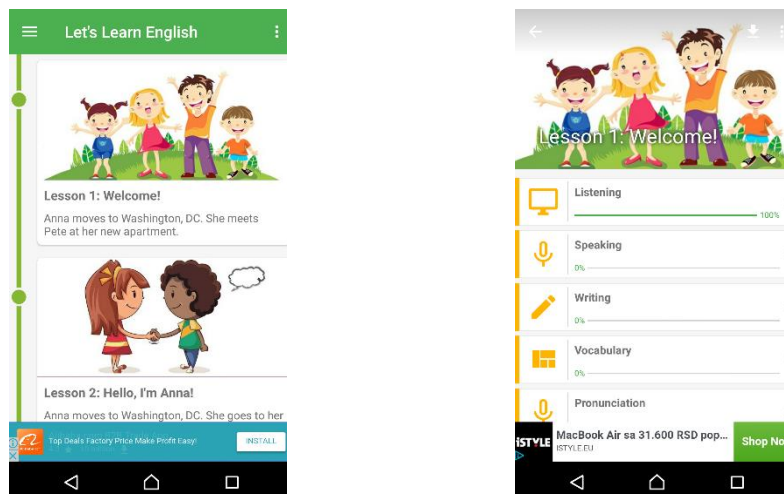 Let's Learn English
Lesson 1: Welcome!
Anna moves to Washington, DC. She meets
Pete at her new apartment.
Lesson 2: Hello, I'm Anna!
Anna moves to Washington, DC. She goes to her
Top Deals Factory Price Make Profit Easy!
INSTALL
Lesson 1: Welcome!
Listening
100%
Speaking
0%
Writing
0%
Vocabulary
0%
Pronunciation
iSTYLE
MacBook Air sa 31.600 RSD pop...
ISTYLE.EU
Shop No